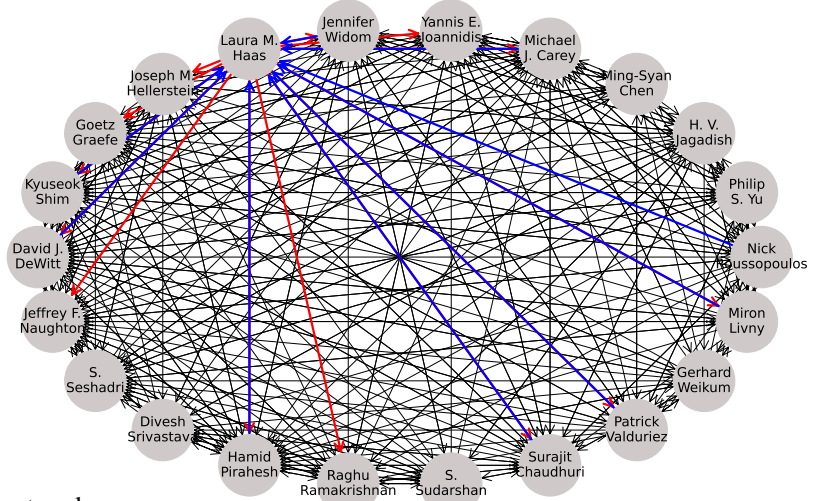 Jennifer
Widom
Yannis E.
Ioannidis
Laura M.
Haas
Michael
J. Carey
Joseph M.
Hellerstein
Ming-Syan
Chen
Goetz
Graefe
H. V.
Jagadish
Kyuseok
Shim
Philip
S. Yu
David J.
DeWitt
Nick
Roussopoulos
Jeffrey F.
Naughton
Miron
Livny
S.
Seshadri
Gerhard
Weikum
Divesh
Srivastava
Patrick
Valduriez
Hamid
Pirahesh
Surajit
Chaudhuri
Raghu
Ramakrishnan
S.
Sudarshan